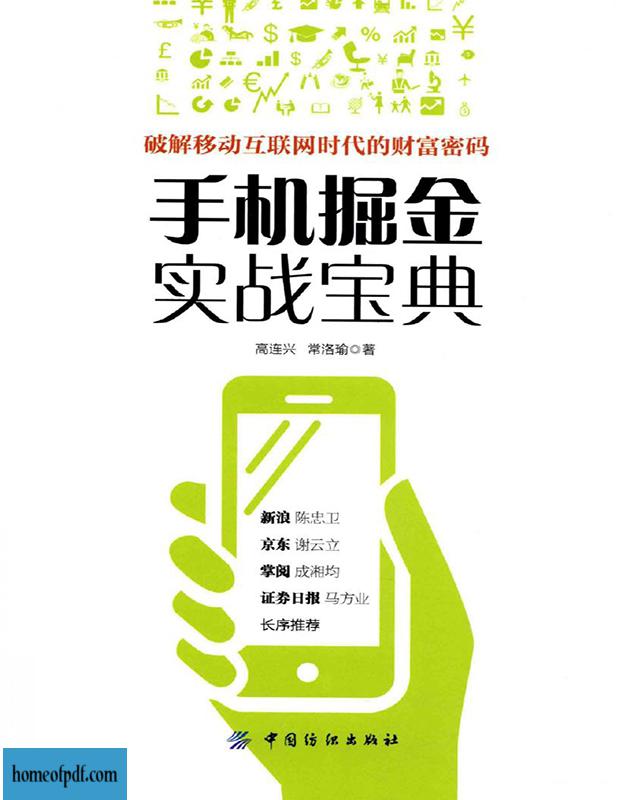 破解移动互联网时代的财富密码
手机掘金
实战宝典
高连兴 常洛瑜◎著
新浪 陈忠卫
京东 谢云立
掌阅 成湘均
证券日报 马方业
长序推荐
中国纺织出版社
homeofpdf.com